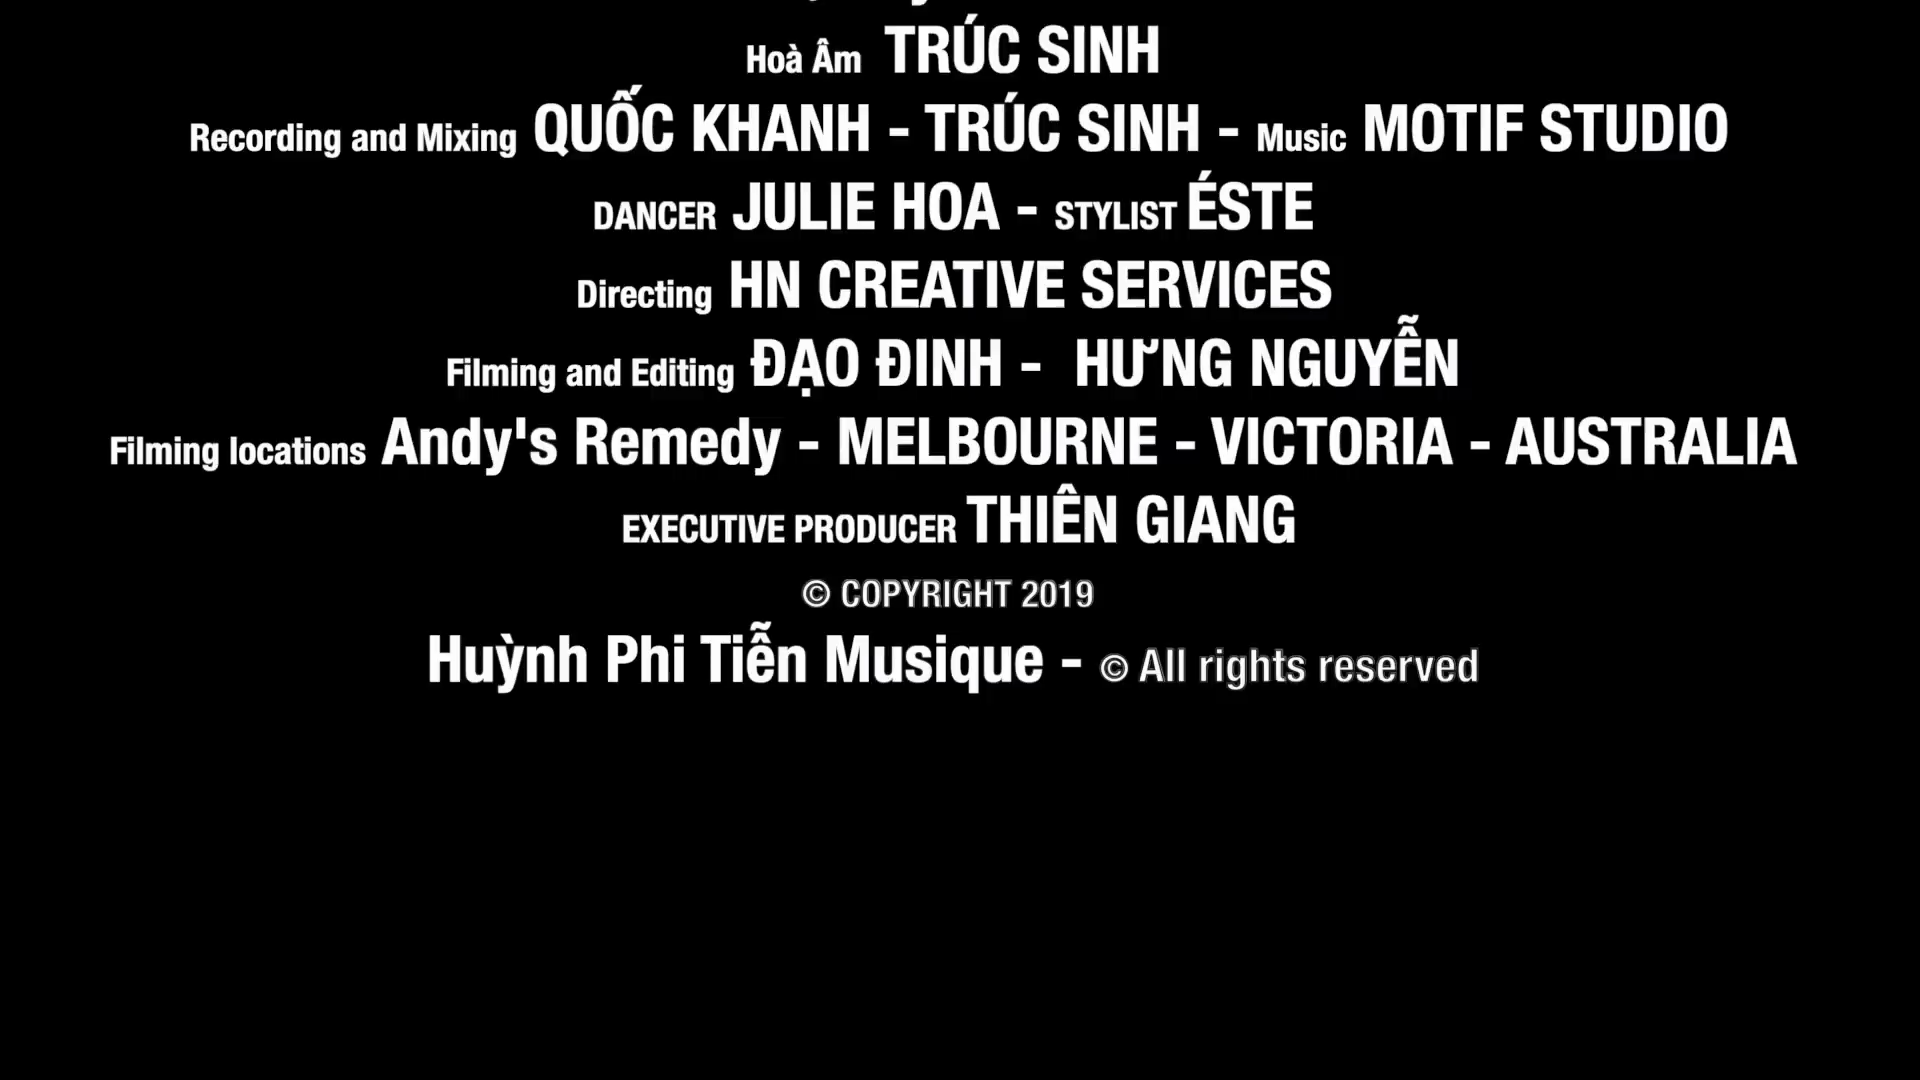 Hoà Âm TRÚC SINH
Recording and Mixing QUỐC KHANH - TRÚC SINH - Music MOTIF STUDIO
DANCER JULIE HOA - STYLIST ÉSTE
Directing HN CREATIVE SERVICES
Filming and Editing ĐẠO ĐINH - HƯNG NGUYỄN
Filming locations Andy's Remedy - MELBOURNE - VICTORIA - AUSTRALIA
EXECUTIVE PRODUCER THIÊN GIANG
© COPYRIGHT 2019
Huỳnh Phi Tiễn Musique - © All rights reserved